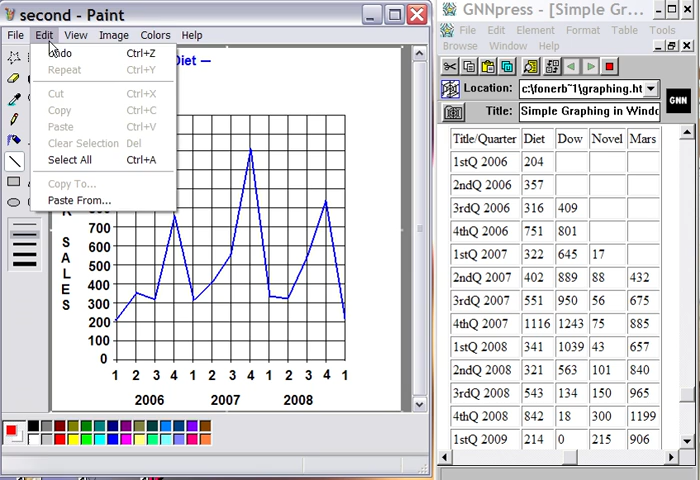 second - Paint
File Edit View Image Colors Help
Undo Ctrl+Z
Repeat Ctrl+Y
Cut Ctrl+X
Copy Ctrl+C
Paste Ctrl+V
Clear Selection Del
Select All Ctrl+A
Copy To...
Paste From...
Diet —
SALES
700
600
500
400
300
200
100
0
1 2 3 4 1 2 3 4 1 2 3 4 1
2006 2007 2008
GNNpress - [Simple Gr
File Edit Element Format Table Tools
Browse Window Help
Location: c:\fonerb~1\graphing.ht
Title: Simple Graphing in Windo
GNN
Title/Quarter Diet Dow Novel Mars
1stQ 2006 204
2ndQ 2006 357
3rdQ 2006 316 409
4thQ 2006 751 801
1stQ 2007 322 645 17
2ndQ 2007 402 889 88 432
3rdQ 2007 551 950 56 675
4thQ 2007 1116 1243 75 885
1stQ 2008 341 1039 43 657
2ndQ 2008 321 563 101 840
3rdQ 2008 543 134 150 965
4thQ 2008 842 18 300 1199
1stQ 2009 214 0 215 906